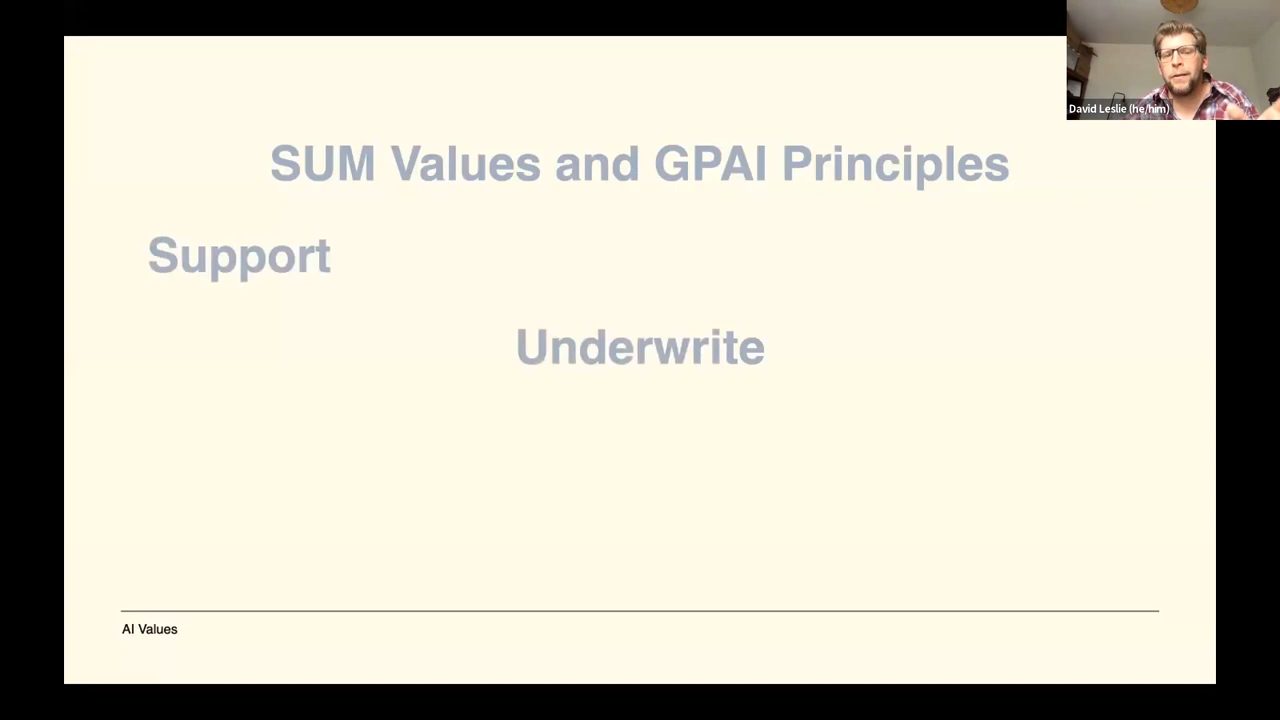 David Leslie (he/him)
SUM Values and GPAI Principles
Support
Underwrite
AI Values